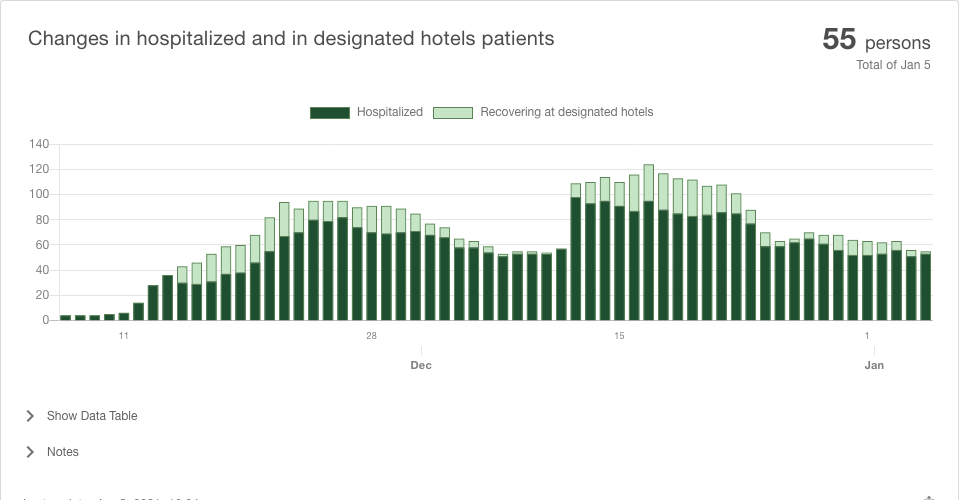 Changes in hospitalized and in designated hotels patients
55 persons
Total of Jan 5
Hospitalized
Recovering at designated hotels
140
120
100
80
60
40
20
0
11
28
15
1
Dec
Jan
Show Data Table
Notes